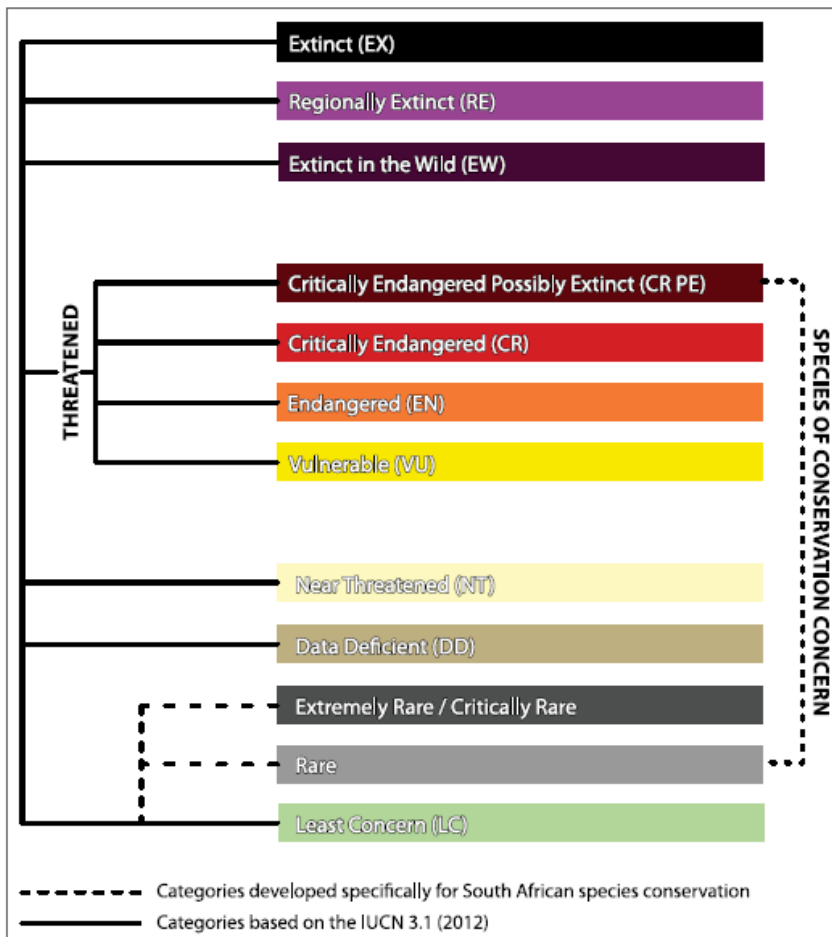 Extinct (EX)
Regionally Extinct (RE)
Extinct in the Wild (EW)
THREATENED
Critically Endangered Possibly Extinct (CR PE)
Critically Endangered (CR)
Endangered (EN)
Vulnerable (VU)
SPECIES OF CONSERVATION CONCERN
Near Threatened (NT)
Data Deficient (DD)
Extremely Rare / Critically Rare
Rare
Least Concern (LC)
Categories developed specifically for South African species conservation
Categories based on the IUCN 3.1 (2012)